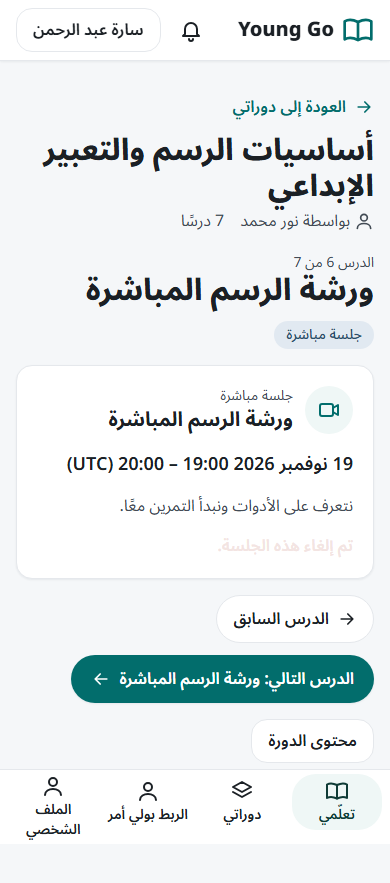 Young Go
سارة عبد الرحمن
العودة إلى دوراتي
أساسيات الرسم والتعبير
الإبداعي
بواسطة نور محمد 7 درسًا
الدرس 6 من 7
ورشة الرسم المباشرة
جلسة مباشرة
جلسة مباشرة
ورشة الرسم المباشرة
19 نوفمبر 2026 19:00 – 20:00 (UTC)
نتعرف على الأدوات ونبدأ التمرين معًا.
تم إلغاء هذه الجلسة.
الدرس السابق
الدرس التالي: ورشة الرسم المباشرة
محتوى الدورة
تعلّمي
دوراتي
الربط بولي أمر
الملف
الشخصي